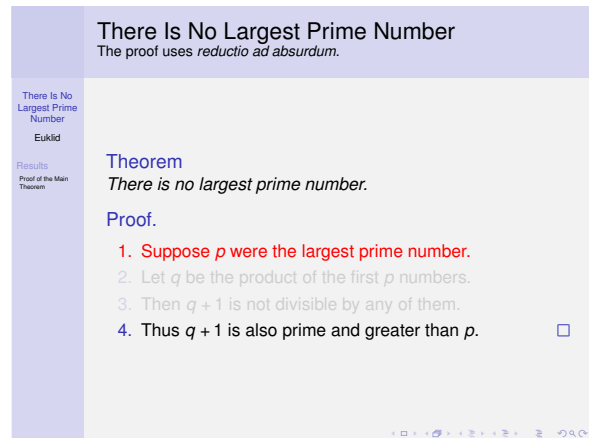 There Is No Largest Prime Number
The proof uses reductio ad absurdum.
There Is No
Largest Prime
Number
Euklid
Results
Proof of the Main
Theorem
Theorem
There is no largest prime number.
Proof.
1. Suppose p were the largest prime number.
2. Let q be the product of the first p numbers.
3. Then q + 1 is not divisible by any of them.
4. Thus q + 1 is also prime and greater than p.